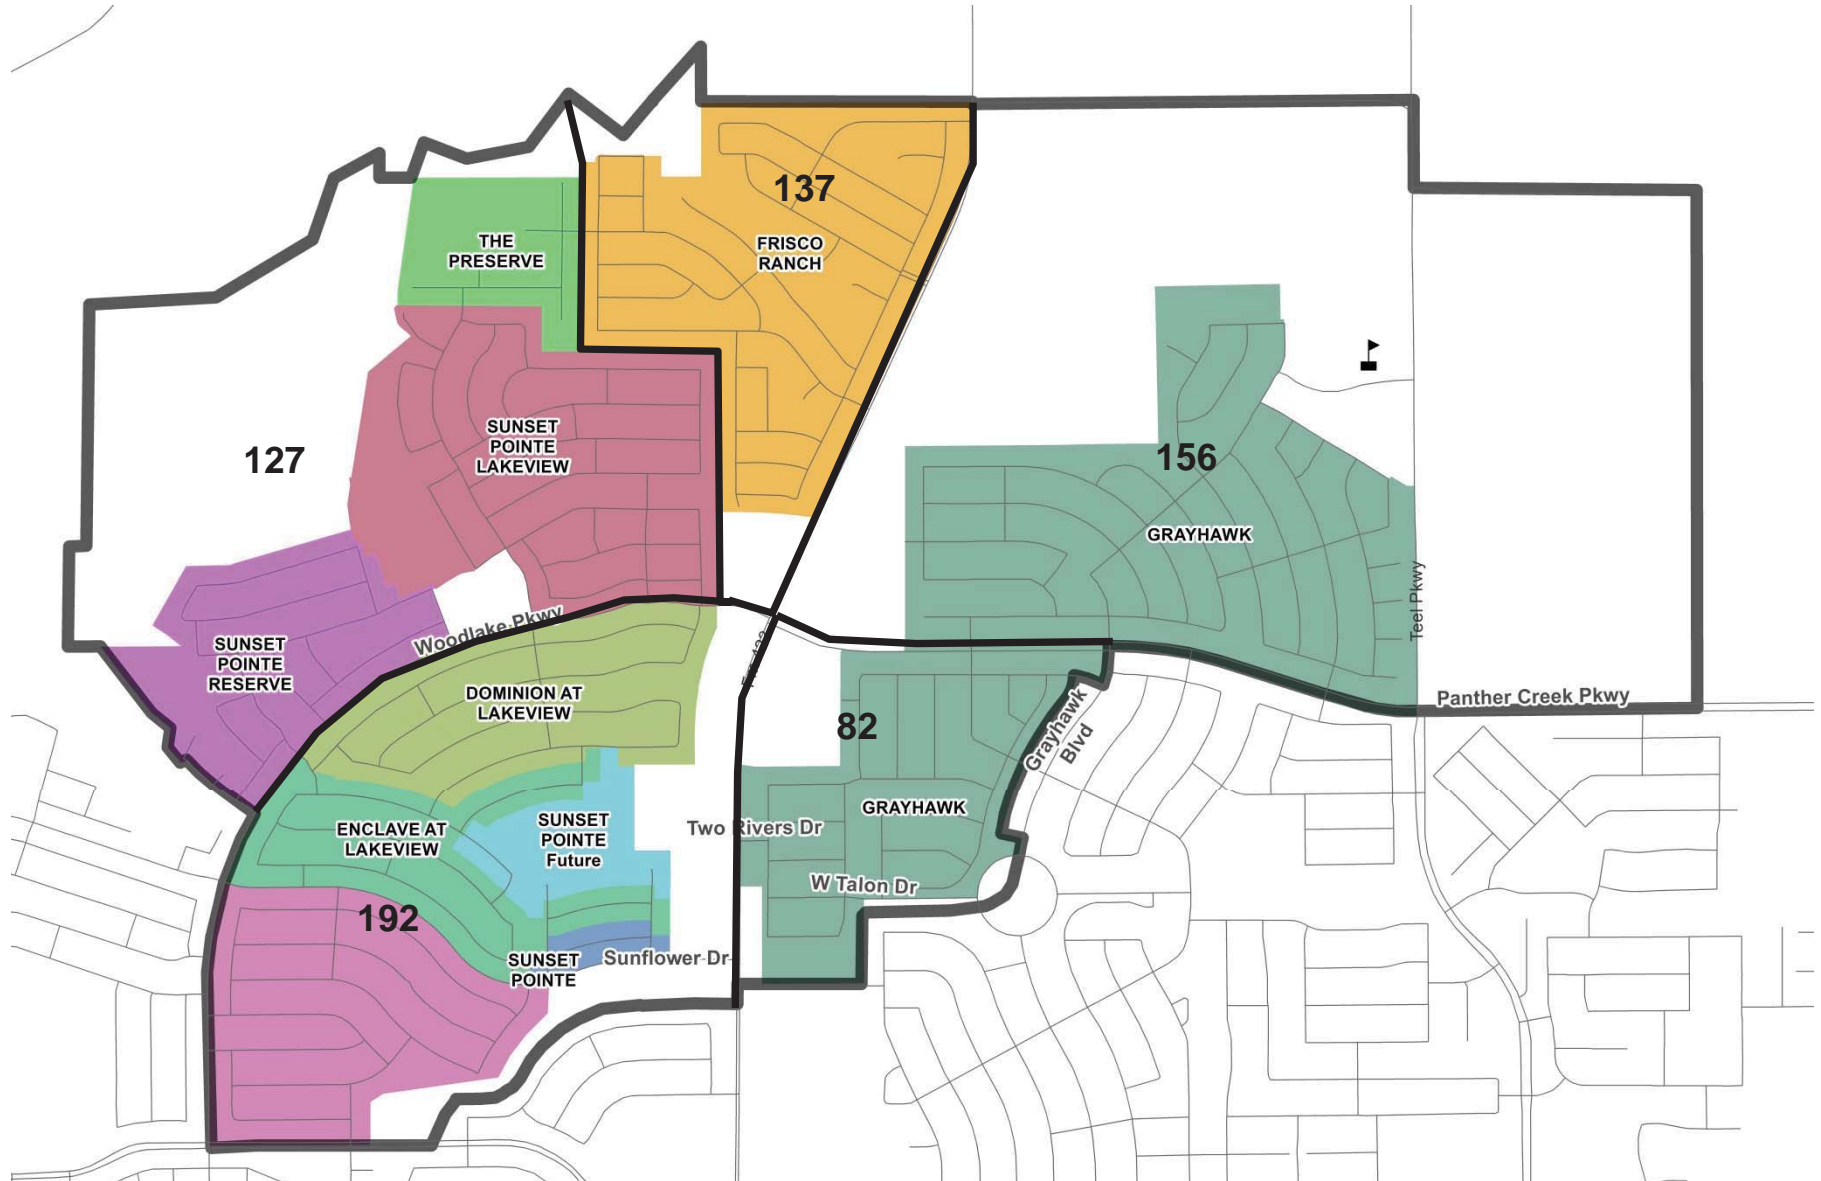 137
THE
PRESERVE
FRISCO
RANCH
127
SUNSET
POINTE
LAKEVIEW
156
GRAYHAWK
Teel Pkwy
SUNSET
POINTE
RESERVE
Woodlake Pkwy
DOMINION AT
LAKEVIEW
Panther Creek Pkwy
82
Grayhawk
Blvd
GRAYHAWK
ENCLAVE AT
LAKEVIEW
SUNSET
POINTE
Future
Two Rivers Dr
W Talon Dr
192
SUNSET
POINTE
Sunflower Dr